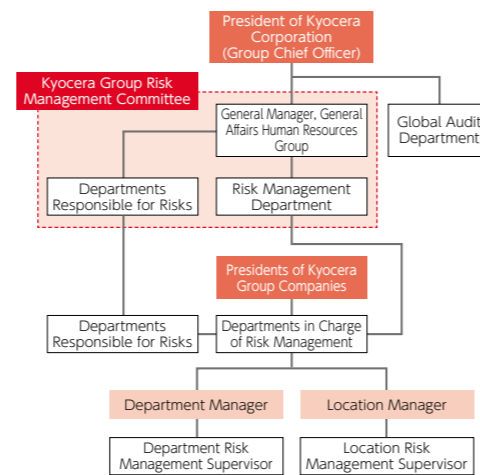 President of Kyocera
Corporation
(Group Chief Officer)
Kyocera Group Risk
Management Committee
General Manager, General
Affairs Human Resources
Group
Global Audit
Department
Departments
Responsible for Risks
Risk Management
Department
Presidents of Kyocera
Group Companies
Departments
Responsible for Risks
Departments in Charge
of Risk Management
Department Manager
Location Manager
Department Risk
Management Supervisor
Location Risk
Management Supervisor